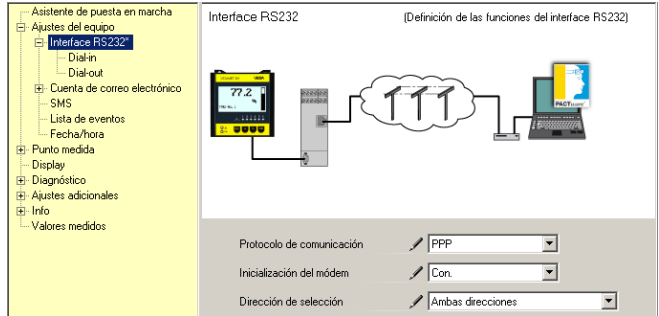 Asistente de puesta en marcha
Ajustes del equipo
Interface RS232*
Dial-in
Dial-out
Cuenta de correo electrónico
SMS
Lista de eventos
Fecha/hora
Punto medida
Display
Diagnóstico
Ajustes adicionales
Info
Valores medidos
Interface RS232
(Definición de las funciones del interface RS232)
77.2
PACTware
Protocolo de comunicación
PPP
Inicialización del módem
Con.
Dirección de selección
Ambas direcciones